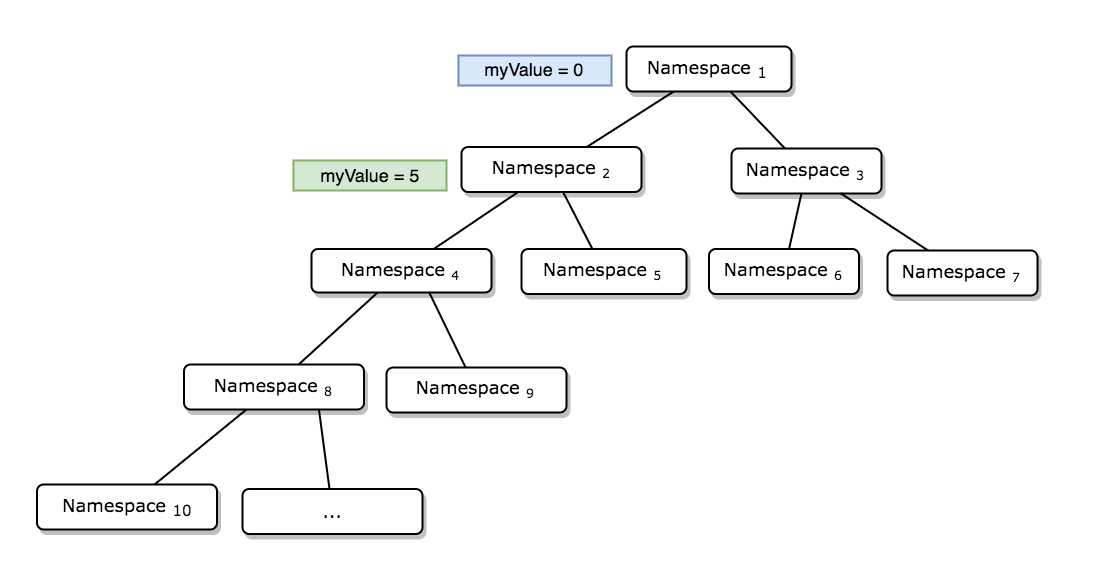 myValue = 0
Namespace 1
myValue = 5
Namespace 2
Namespace 3
Namespace 4
Namespace 5
Namespace 6
Namespace 7
Namespace 8
Namespace 9
Namespace 10
...